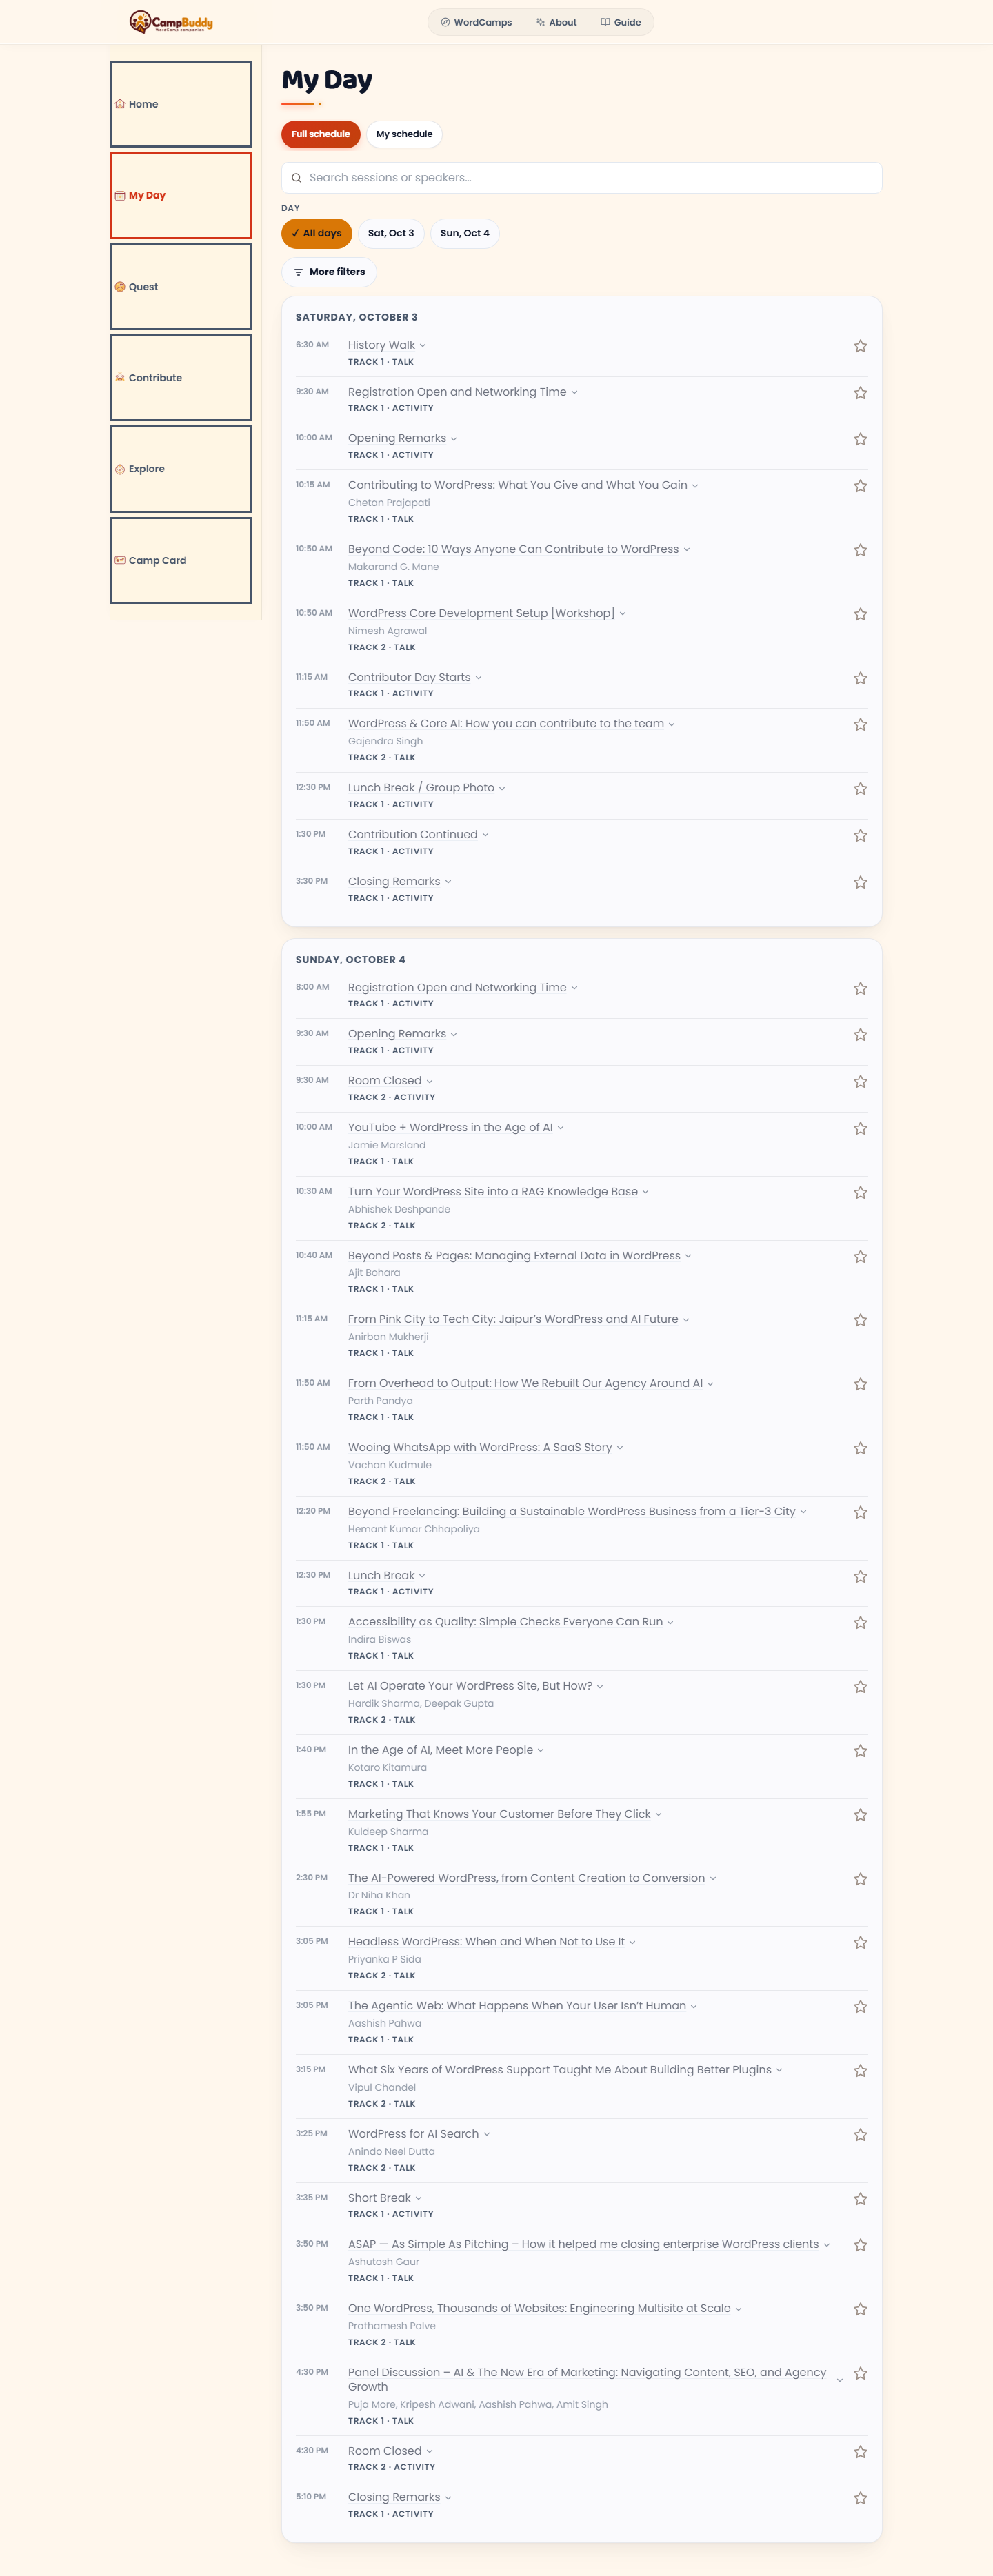 CampBuddy
WordCamp companion
WordCamps
About
Guide
Home
My Day
Quest
Contribute
Explore
Camp Card
My Day
Full schedule
My schedule
Search sessions or speakers...
DAY
✓ All days
Sat, Oct 3
Sun, Oct 4
More filters
SATURDAY, OCTOBER 3
6:30 AM
History Walk
TRACK 1 · TALK
9:30 AM
Registration Open and Networking Time
TRACK 1 · ACTIVITY
10:00 AM
Opening Remarks
TRACK 1 · ACTIVITY
10:15 AM
Contributing to WordPress: What You Give and What You Gain
Chetan Prajapati
TRACK 1 · TALK
10:50 AM
Beyond Code: 10 Ways Anyone Can Contribute to WordPress
Makarand G. Mane
TRACK 1 · TALK
10:50 AM
WordPress Core Development Setup [Workshop]
Nimesh Agrawal
TRACK 2 · TALK
11:15 AM
Contributor Day Starts
TRACK 1 · ACTIVITY
11:50 AM
WordPress & Core AI: How you can contribute to the team
Gajendra Singh
TRACK 2 · TALK
12:30 PM
Lunch Break / Group Photo
TRACK 1 · ACTIVITY
1:30 PM
Contribution Continued
TRACK 1 · ACTIVITY
3:30 PM
Closing Remarks
TRACK 1 · ACTIVITY
SUNDAY, OCTOBER 4
8:00 AM
Registration Open and Networking Time
TRACK 1 · ACTIVITY
9:30 AM
Opening Remarks
TRACK 1 · ACTIVITY
9:30 AM
Room Closed
TRACK 2 · ACTIVITY
10:00 AM
YouTube + WordPress in the Age of AI
Jamie Marsland
TRACK 1 · TALK
10:30 AM
Turn Your WordPress Site into a RAG Knowledge Base
Abhishek Deshpande
TRACK 2 · TALK
10:40 AM
Beyond Posts & Pages: Managing External Data in WordPress
Ajit Bohara
TRACK 1 · TALK
11:15 AM
From Pink City to Tech City: Jaipur’s WordPress and AI Future
Anirban Mukherji
TRACK 1 · TALK
11:50 AM
From Overhead to Output: How We Rebuilt Our Agency Around AI
Parth Pandya
TRACK 1 · TALK
11:50 AM
Wooing WhatsApp with WordPress: A SaaS Story
Vachan Kudmule
TRACK 2 · TALK
12:20 PM
Beyond Freelancing: Building a Sustainable WordPress Business from a Tier-3 City
Hemant Kumar Chhapoliya
TRACK 1 · TALK
12:30 PM
Lunch Break
TRACK 1 · ACTIVITY
1:30 PM
Accessibility as Quality: Simple Checks Everyone Can Run
Indira Biswas
TRACK 1 · TALK
1:30 PM
Let AI Operate Your WordPress Site, But How?
Hardik Sharma, Deepak Gupta
TRACK 2 · TALK
1:40 PM
In the Age of AI, Meet More People
Kotaro Kitamura
TRACK 1 · TALK
1:55 PM
Marketing That Knows Your Customer Before They Click
Kuldeep Sharma
TRACK 1 · TALK
2:30 PM
The AI-Powered WordPress, from Content Creation to Conversion
Dr Niha Khan
TRACK 1 · TALK
3:05 PM
Headless WordPress: When and When Not to Use It
Priyanka P Sida
TRACK 2 · TALK
3:05 PM
The Agentic Web: What Happens When Your User Isn’t Human
Aashish Pahwa
TRACK 1 · TALK
3:15 PM
What Six Years of WordPress Support Taught Me About Building Better Plugins
Vipul Chandel
TRACK 2 · TALK
3:25 PM
WordPress for AI Search
Anindo Neel Dutta
TRACK 2 · TALK
3:35 PM
Short Break
TRACK 1 · ACTIVITY
3:50 PM
ASAP — As Simple As Pitching – How it helped me closing enterprise WordPress clients
Ashutosh Gaur
TRACK 1 · TALK
3:50 PM
One WordPress, Thousands of Websites: Engineering Multisite at Scale
Prathamesh Palve
TRACK 2 · TALK
4:30 PM
Panel Discussion – AI & The New Era of Marketing: Navigating Content, SEO, and Agency
Growth
Puja More, Kripesh Adwani, Aashish Pahwa, Amit Singh
TRACK 1 · TALK
4:30 PM
Room Closed
TRACK 2 · ACTIVITY
5:10 PM
Closing Remarks
TRACK 1 · ACTIVITY